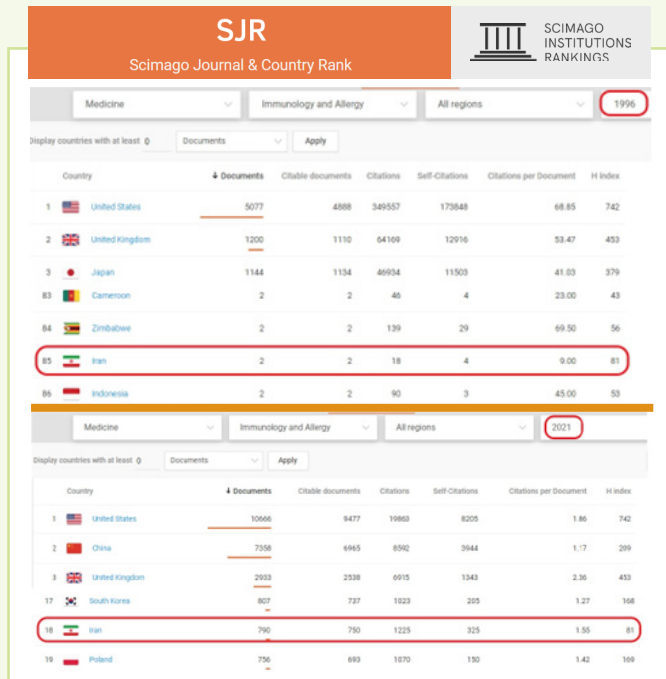 SJR
Scimago Journal & Country Rank
SCIMAGO
INSTITUTIONS
RANKINGS
Medicine Immunology and Allergy All regions 1996
Display countries with at least 0 Documents Apply
Country Documents Citable documents Citations Self-Citations Citations per Document H index
1 United States 5077 4888 349557 173848 68.85 742
2 United Kingdom 1200 1110 64169 12916 53.47 453
3 Japan 1144 1134 46934 11503 41.03 379
83 Cameroon 2 2 46 4 23.00 43
84 Zimbabwe 2 2 139 29 69.50 56
85 Iran 2 2 18 4 9.00 81
86 Indonesia 2 2 90 3 45.00 53
Medicine Immunology and Allergy All regions 2021
Display countries with at least 0 Documents Apply
Country Documents Citable documents Citations Self-Citations Citations per Document H index
1 United States 10666 9477 19863 8205 1.86 742
2 China 7358 6965 8592 3944 1.17 209
3 United Kingdom 2933 2538 6915 1343 2.36 453
17 South Korea 807 737 1023 205 1.27 168
18 Iran 790 750 1225 325 1.55 81
19 Poland 756 693 1070 150 1.42 169